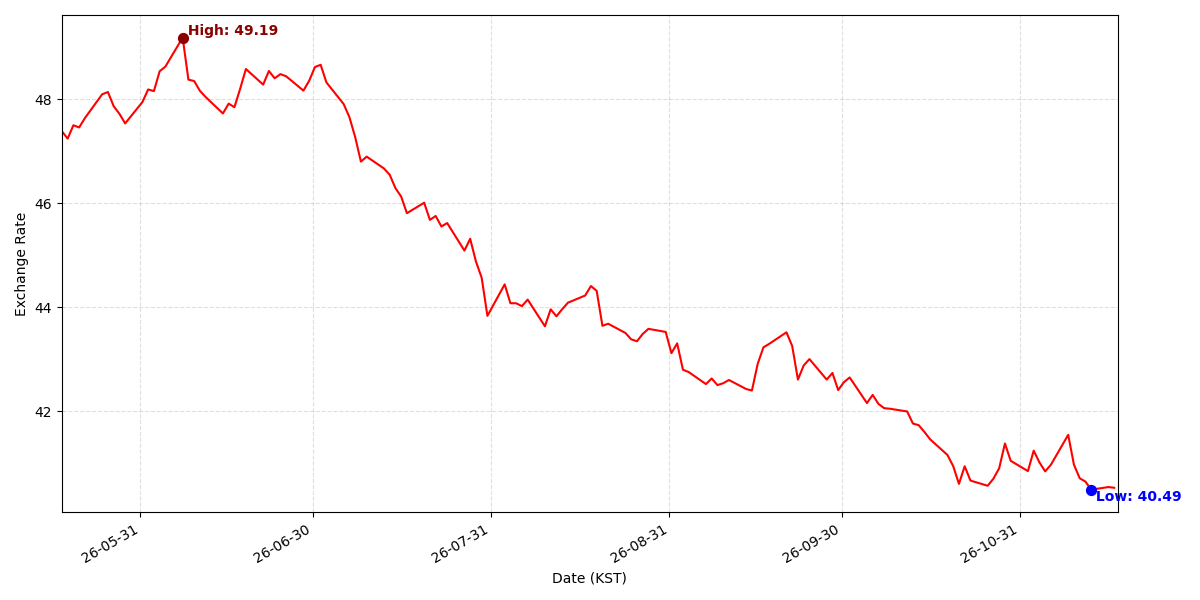 High: 49.19
48
46
44
42
Exchange Rate
Low: 40.49
26-05-31
26-06-30
26-07-31
26-08-31
26-09-30
26-10-31
Date (KST)